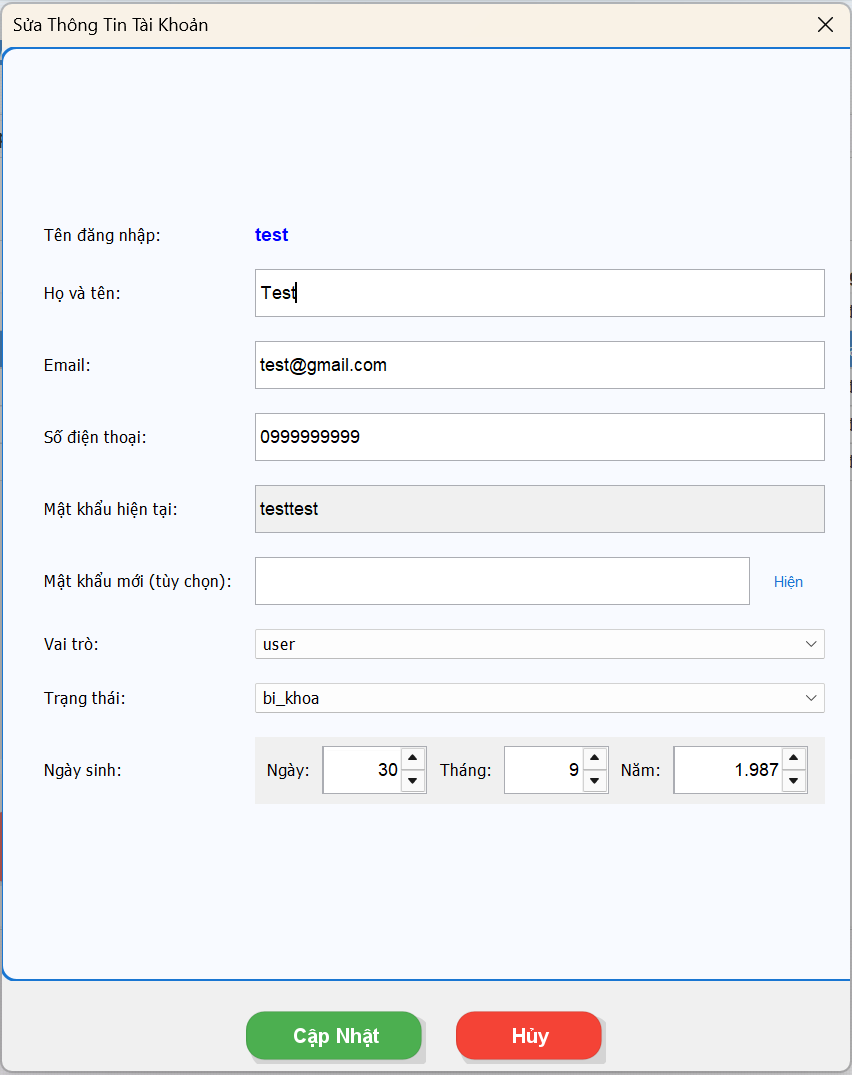 Sửa Thông Tin Tài Khoản
Tên đăng nhập: test
Họ và tên: Test
Email: test@gmail.com
Số điện thoại: 0999999999
Mật khẩu hiện tại: testtest
Mật khẩu mới (tùy chọn): Hiện
Vai trò: user
Trạng thái: bi_khoa
Ngày sinh: Ngày: 30 Tháng: 9 Năm: 1.987
Cập Nhật Hủy